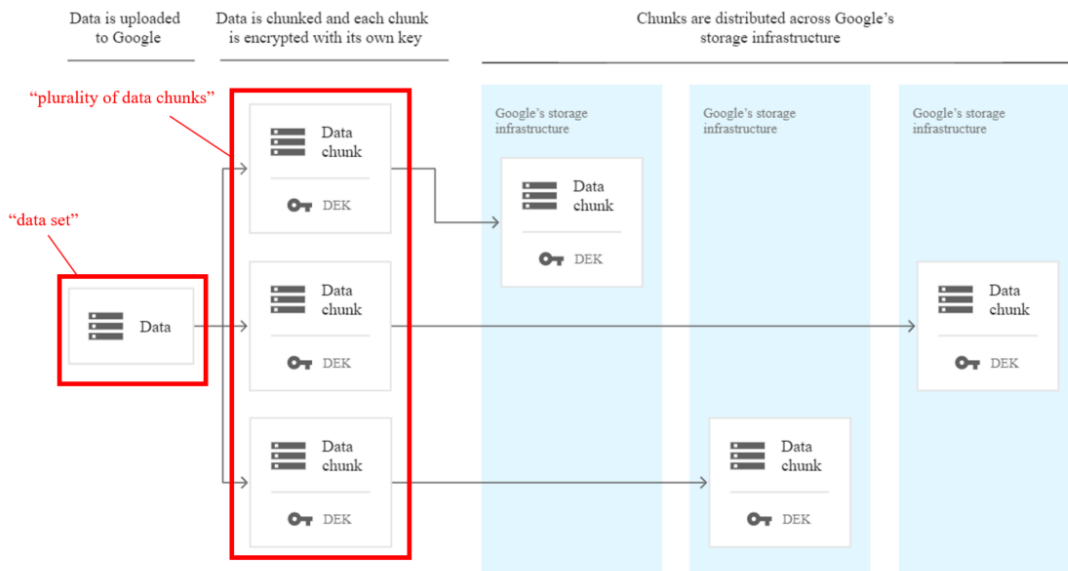 Data is uploaded
to Google
Data is chunked and each chunk
is encrypted with its own key
Chunks are distributed across Google's
storage infrastructure
“plurality of data chunks”
“data set”
Data
Data
chunk
DEK
Data
chunk
DEK
Data
chunk
DEK
Google's storage
infrastructure
Data
chunk
DEK
Google's storage
infrastructure
Data
chunk
DEK
Google's storage
infrastructure
Data
chunk
DEK